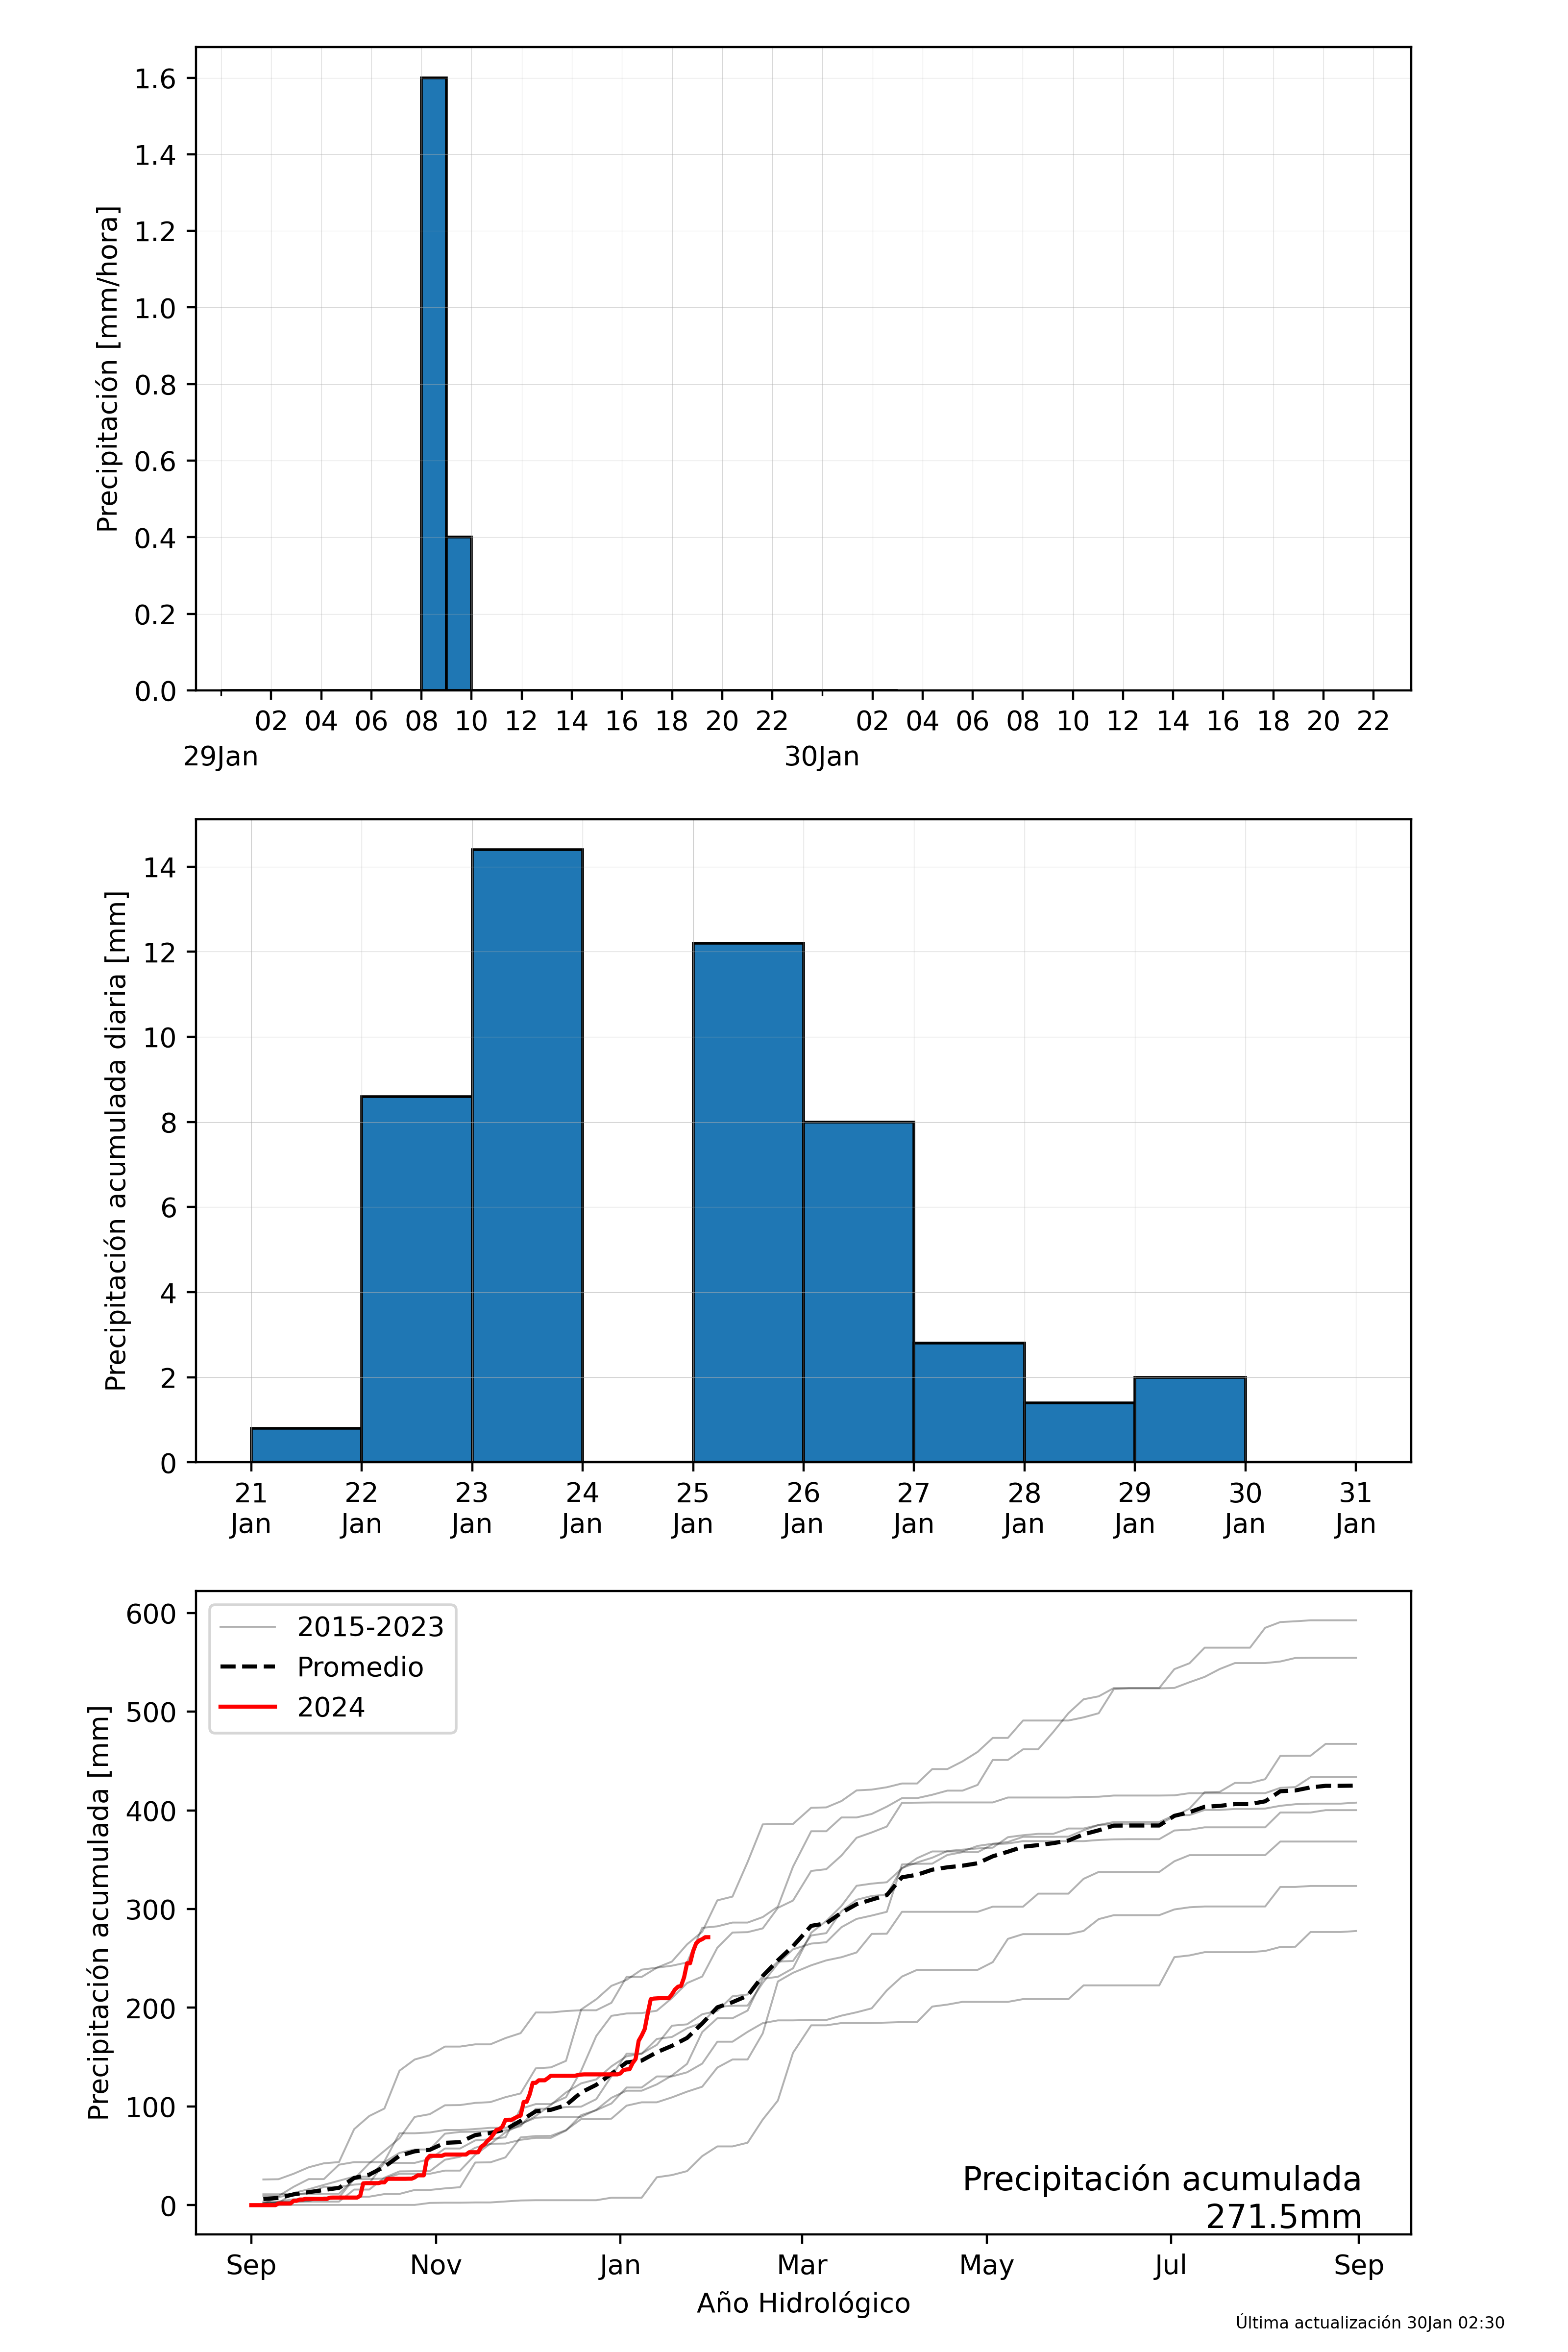 Precipitación [mm/hora]
1.6
1.4
1.2
1.0
0.8
0.6
0.4
0.2
0.0
02 04 06 08 10 12 14 16 18 20 22 02 04 06 08 10 12 14 16 18 20 22
29Jan 30Jan
Precipitación acumulada diaria [mm]
14
12
10
8
6
4
2
0
21 22 23 24 25 26 27 28 29 30 31
Jan Jan Jan Jan Jan Jan Jan Jan Jan Jan Jan
Precipitación acumulada [mm]
600
500
400
300
200
100
0
2015-2023
Promedio
2024
Precipitación acumulada
271.5mm
Sep Nov Jan Mar May Jul Sep
Año Hidrológico
Última actualización 30Jan 02:30